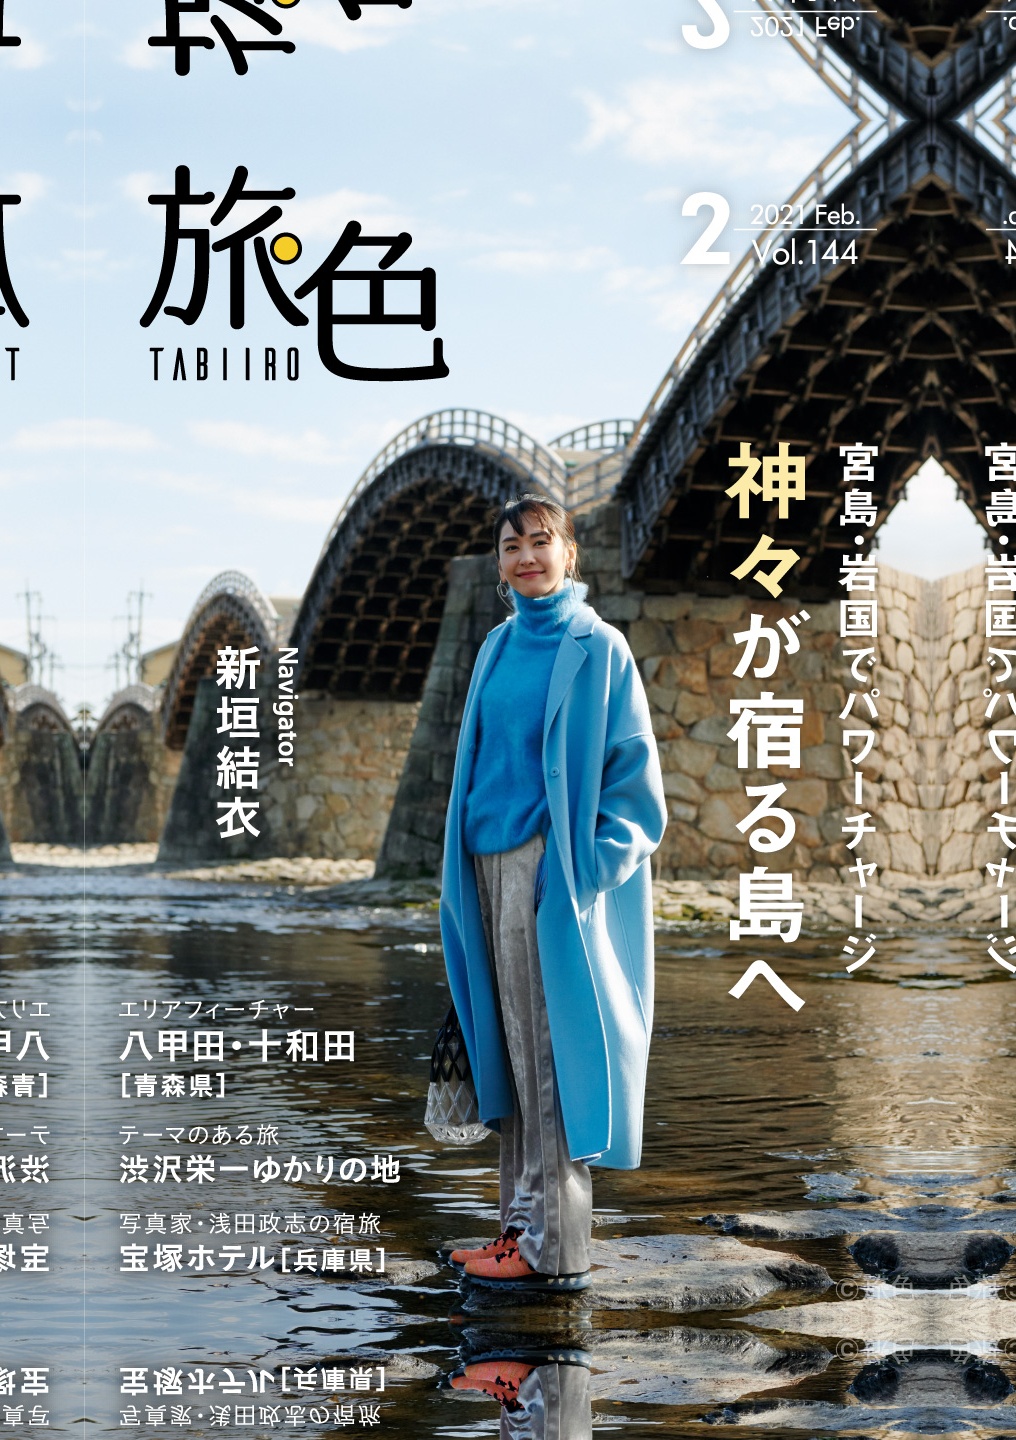 旅色
TABIIRO
2
2021 Feb.
Vol.144
宮島・岩国でパワーチャージ
神々が宿る島へ
Navigator
新垣結衣
エリアフィーチャー
八甲田・十和田
[青森県]
テーマのある旅
渋沢栄一ゆかりの地
写真家・浅田政志の宿旅
宝塚ホテル[兵庫県]
©旅色